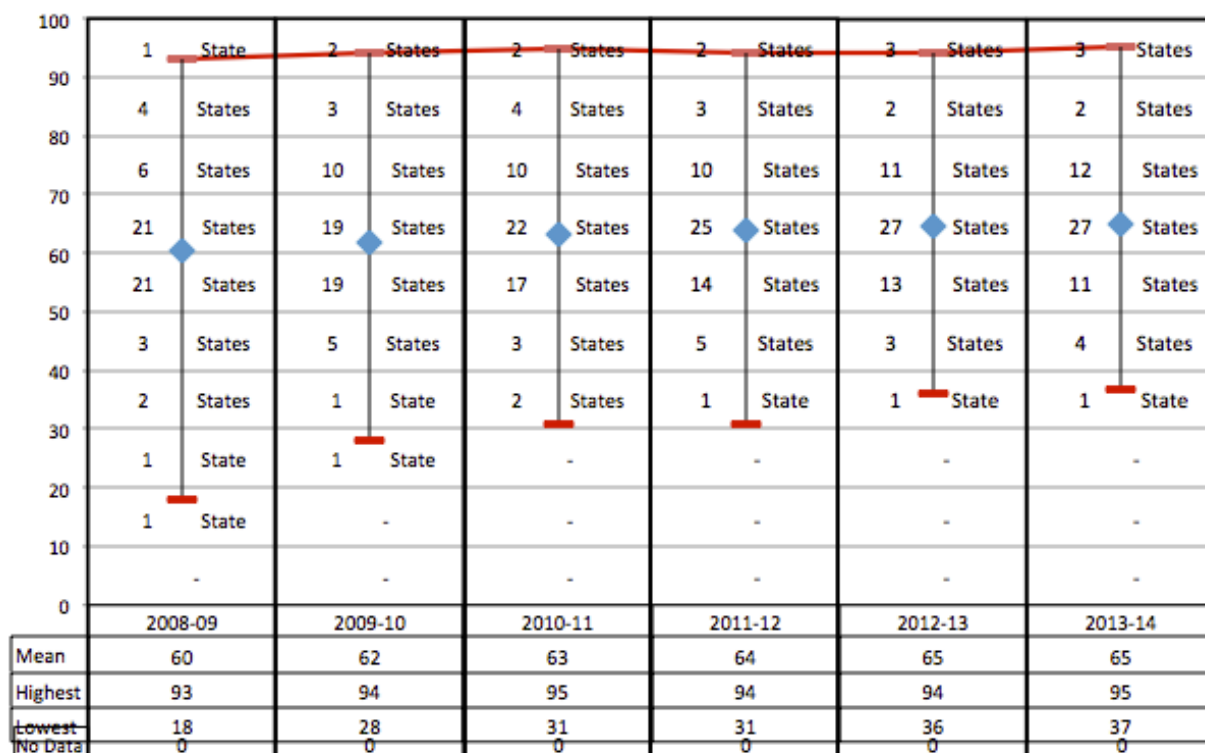 100
1 State 2 States 2 States 2 States 3 States 3 States
90
4 States 3 States 4 States 3 States 2 States 2 States
80
6 States 10 States 10 States 10 States 11 States 12 States
70
21 States 19 States 22 States 25 States 27 States 27 States
60
21 States 19 States 17 States 14 States 13 States 11 States
50
3 States 5 States 3 States 5 States 3 States 4 States
40
2 States 1 State 2 States 1 State 1 State 1 State
30
1 State 1 State - - - -
20
1 State - - - - -
10
- - - - - -
0
2008-09 2009-10 2010-11 2011-12 2012-13 2013-14
Mean 60 62 63 64 65 65
Highest 93 94 95 94 94 95
Lowest 18 28 31 31 36 37
No Data 0 0 0 0 0 0